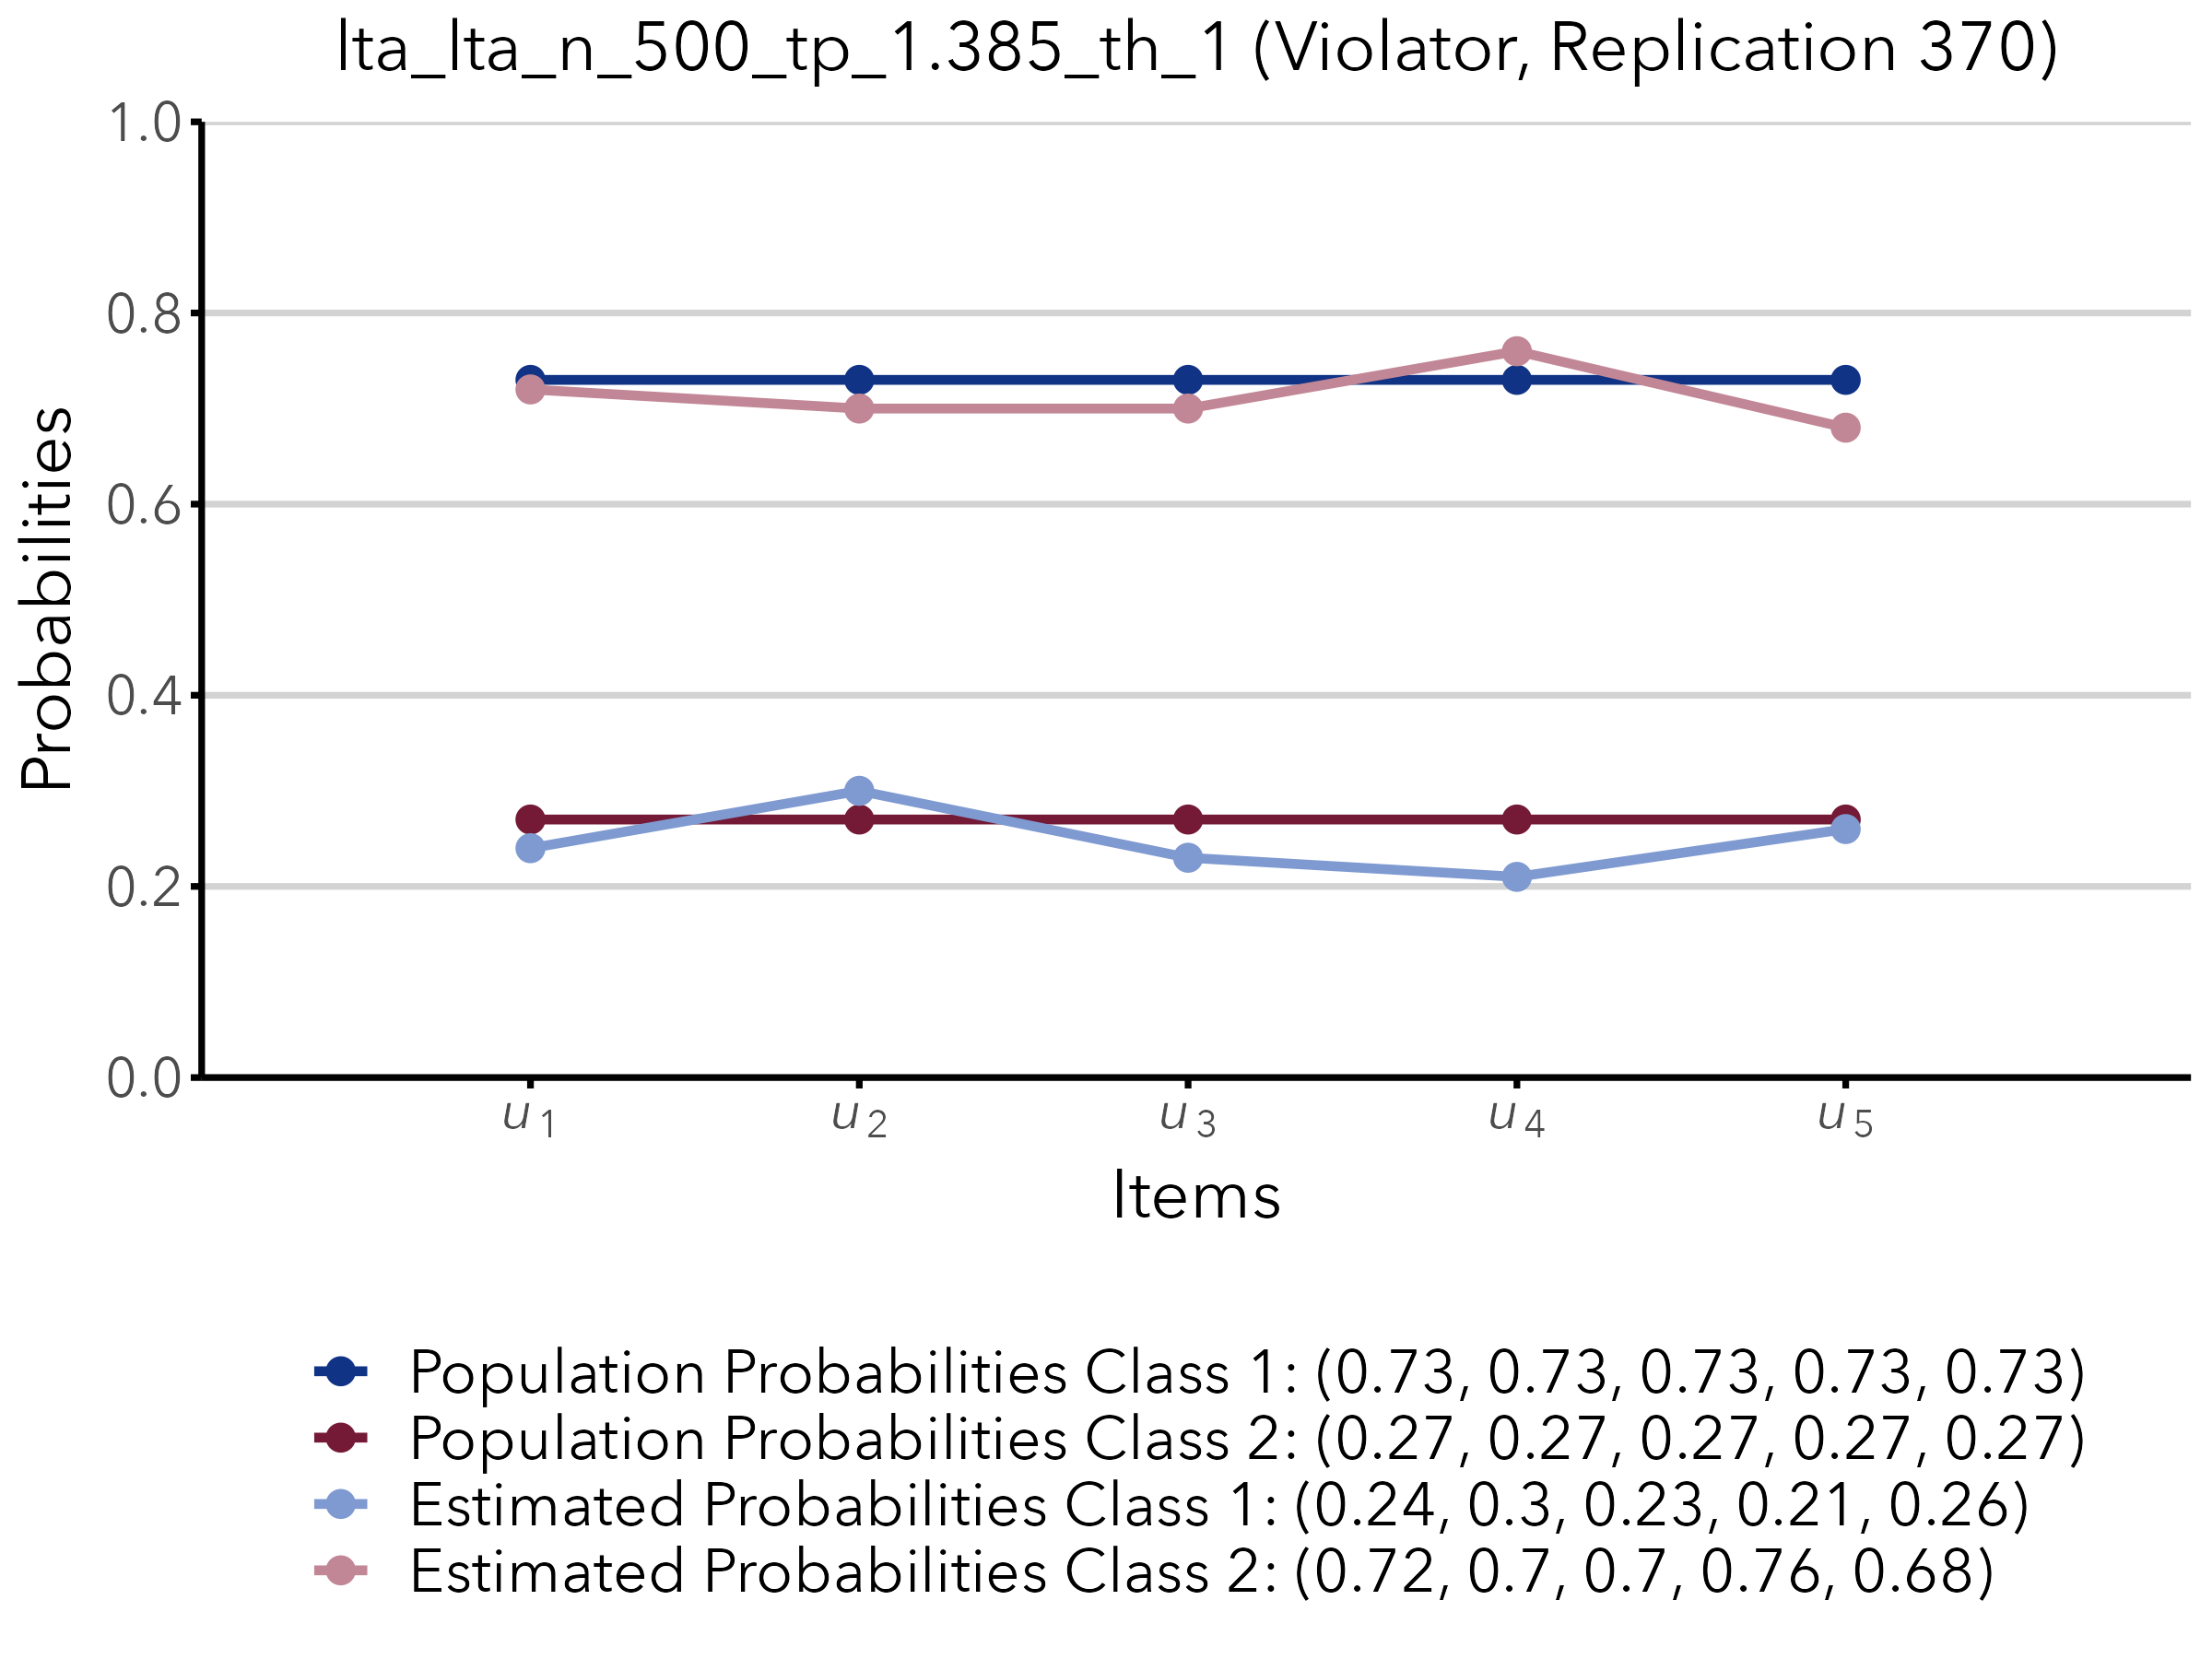 lta_lta_n_500_tp_1.385_th_1 (Violator, Replication 370)
Probabilities
1.0
0.8
0.6
0.4
0.2
0.0
u1 u2 u3 u4 u5
Items
Population Probabilities Class 1: (0.73, 0.73, 0.73, 0.73, 0.73)
Population Probabilities Class 2: (0.27, 0.27, 0.27, 0.27, 0.27)
Estimated Probabilities Class 1: (0.24, 0.3, 0.23, 0.21, 0.26)
Estimated Probabilities Class 2: (0.72, 0.7, 0.7, 0.76, 0.68)